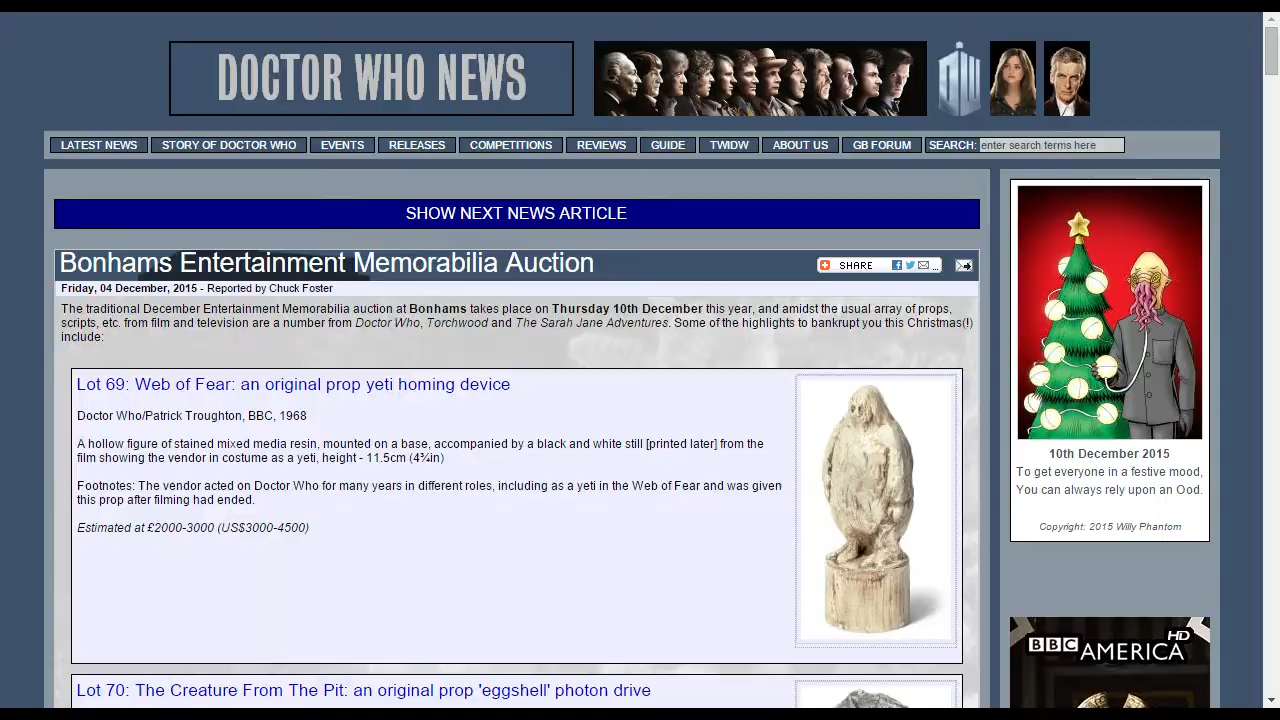 DOCTOR WHO NEWS
LATEST NEWS
STORY OF DOCTOR WHO
EVENTS
RELEASES
COMPETITIONS
REVIEWS
GUIDE
TWIDW
ABOUT US
GB FORUM
SEARCH: enter search terms here
SHOW NEXT NEWS ARTICLE
Bonhams Entertainment Memorabilia Auction
SHARE
Friday, 04 December, 2015 - Reported by Chuck Foster
The traditional December Entertainment Memorabilia auction at Bonhams takes place on Thursday 10th December this year, and amidst the usual array of props,
scripts, etc. from film and television are a number from Doctor Who, Torchwood and The Sarah Jane Adventures. Some of the highlights to bankrupt you this Christmas(!)
include:
Lot 69: Web of Fear: an original prop yeti homing device
Doctor Who/Patrick Troughton, BBC, 1968
A hollow figure of stained mixed media resin, mounted on a base, accompanied by a black and white still [printed later] from the
film showing the vendor in costume as a yeti, height - 11.5cm (4¾in)
Footnotes: The vendor acted on Doctor Who for many years in different roles, including as a yeti in the Web of Fear and was given
this prop after filming had ended.
Estimated at £2000-3000 (US$3000-4500)
Lot 70: The Creature From The Pit: an original prop 'eggshell' photon drive
10th December 2015
To get everyone in a festive mood,
You can always rely upon an Ood.
Copyright: 2015 Willy Phantom
BBC AMERICA HD